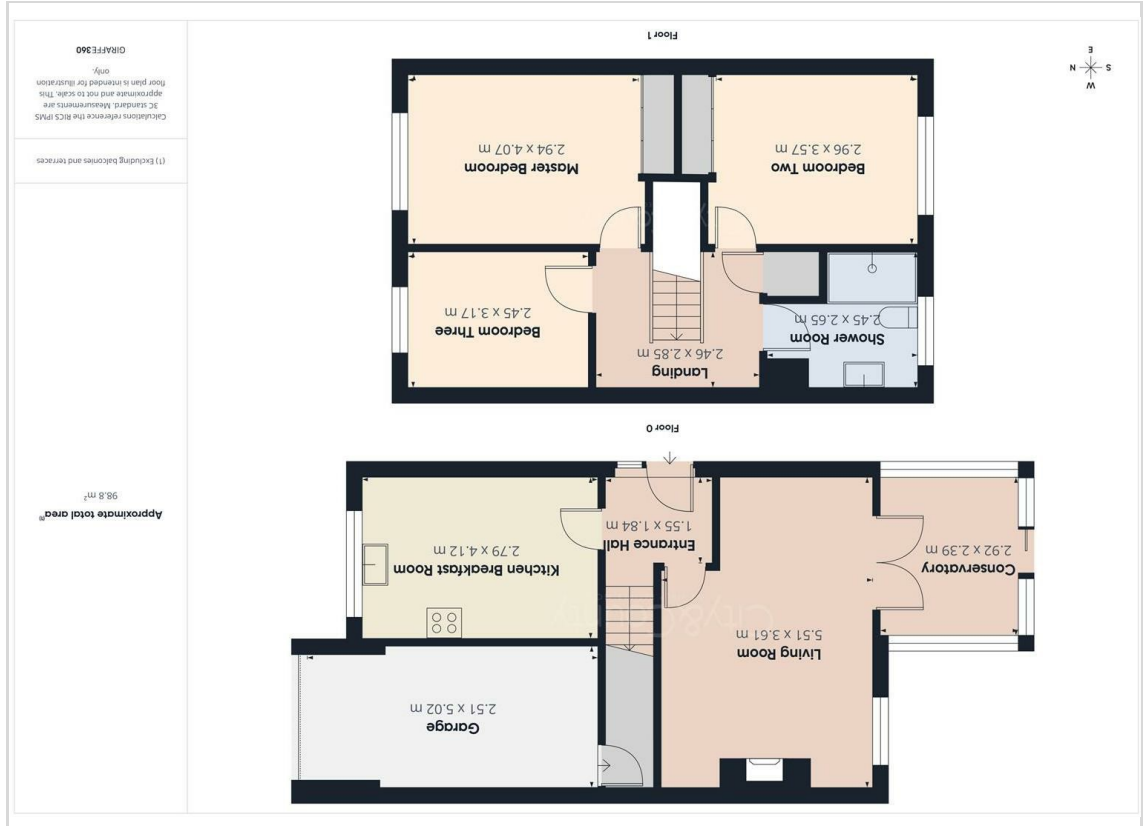 Garage
2.51 x 5.02 m
Living Room
5.51 x 3.61 m
Conservatory
2.92 x 2.39 m
Kitchen Breakfast Room
2.79 x 4.12 m
Entrance Hall
1.55 x 1.84 m
City&County
Floor 0
Landing
2.46 x 2.85 m
Shower Room
2.45 x 2.65 m
Bedroom Three
2.45 x 3.17 m
Bedroom Two
2.96 x 3.57 m
Master Bedroom
2.94 x 4.07 m
Floor 1
E
S
N
W
Approximate total area(1)
98.8 m²
(1) Excluding balconies and terraces
Calculations reference the RICS IPMS
3C standard. Measurements are
approximate and not to scale. This
floor plan is intended for illustration
only.
GIRAFFE360